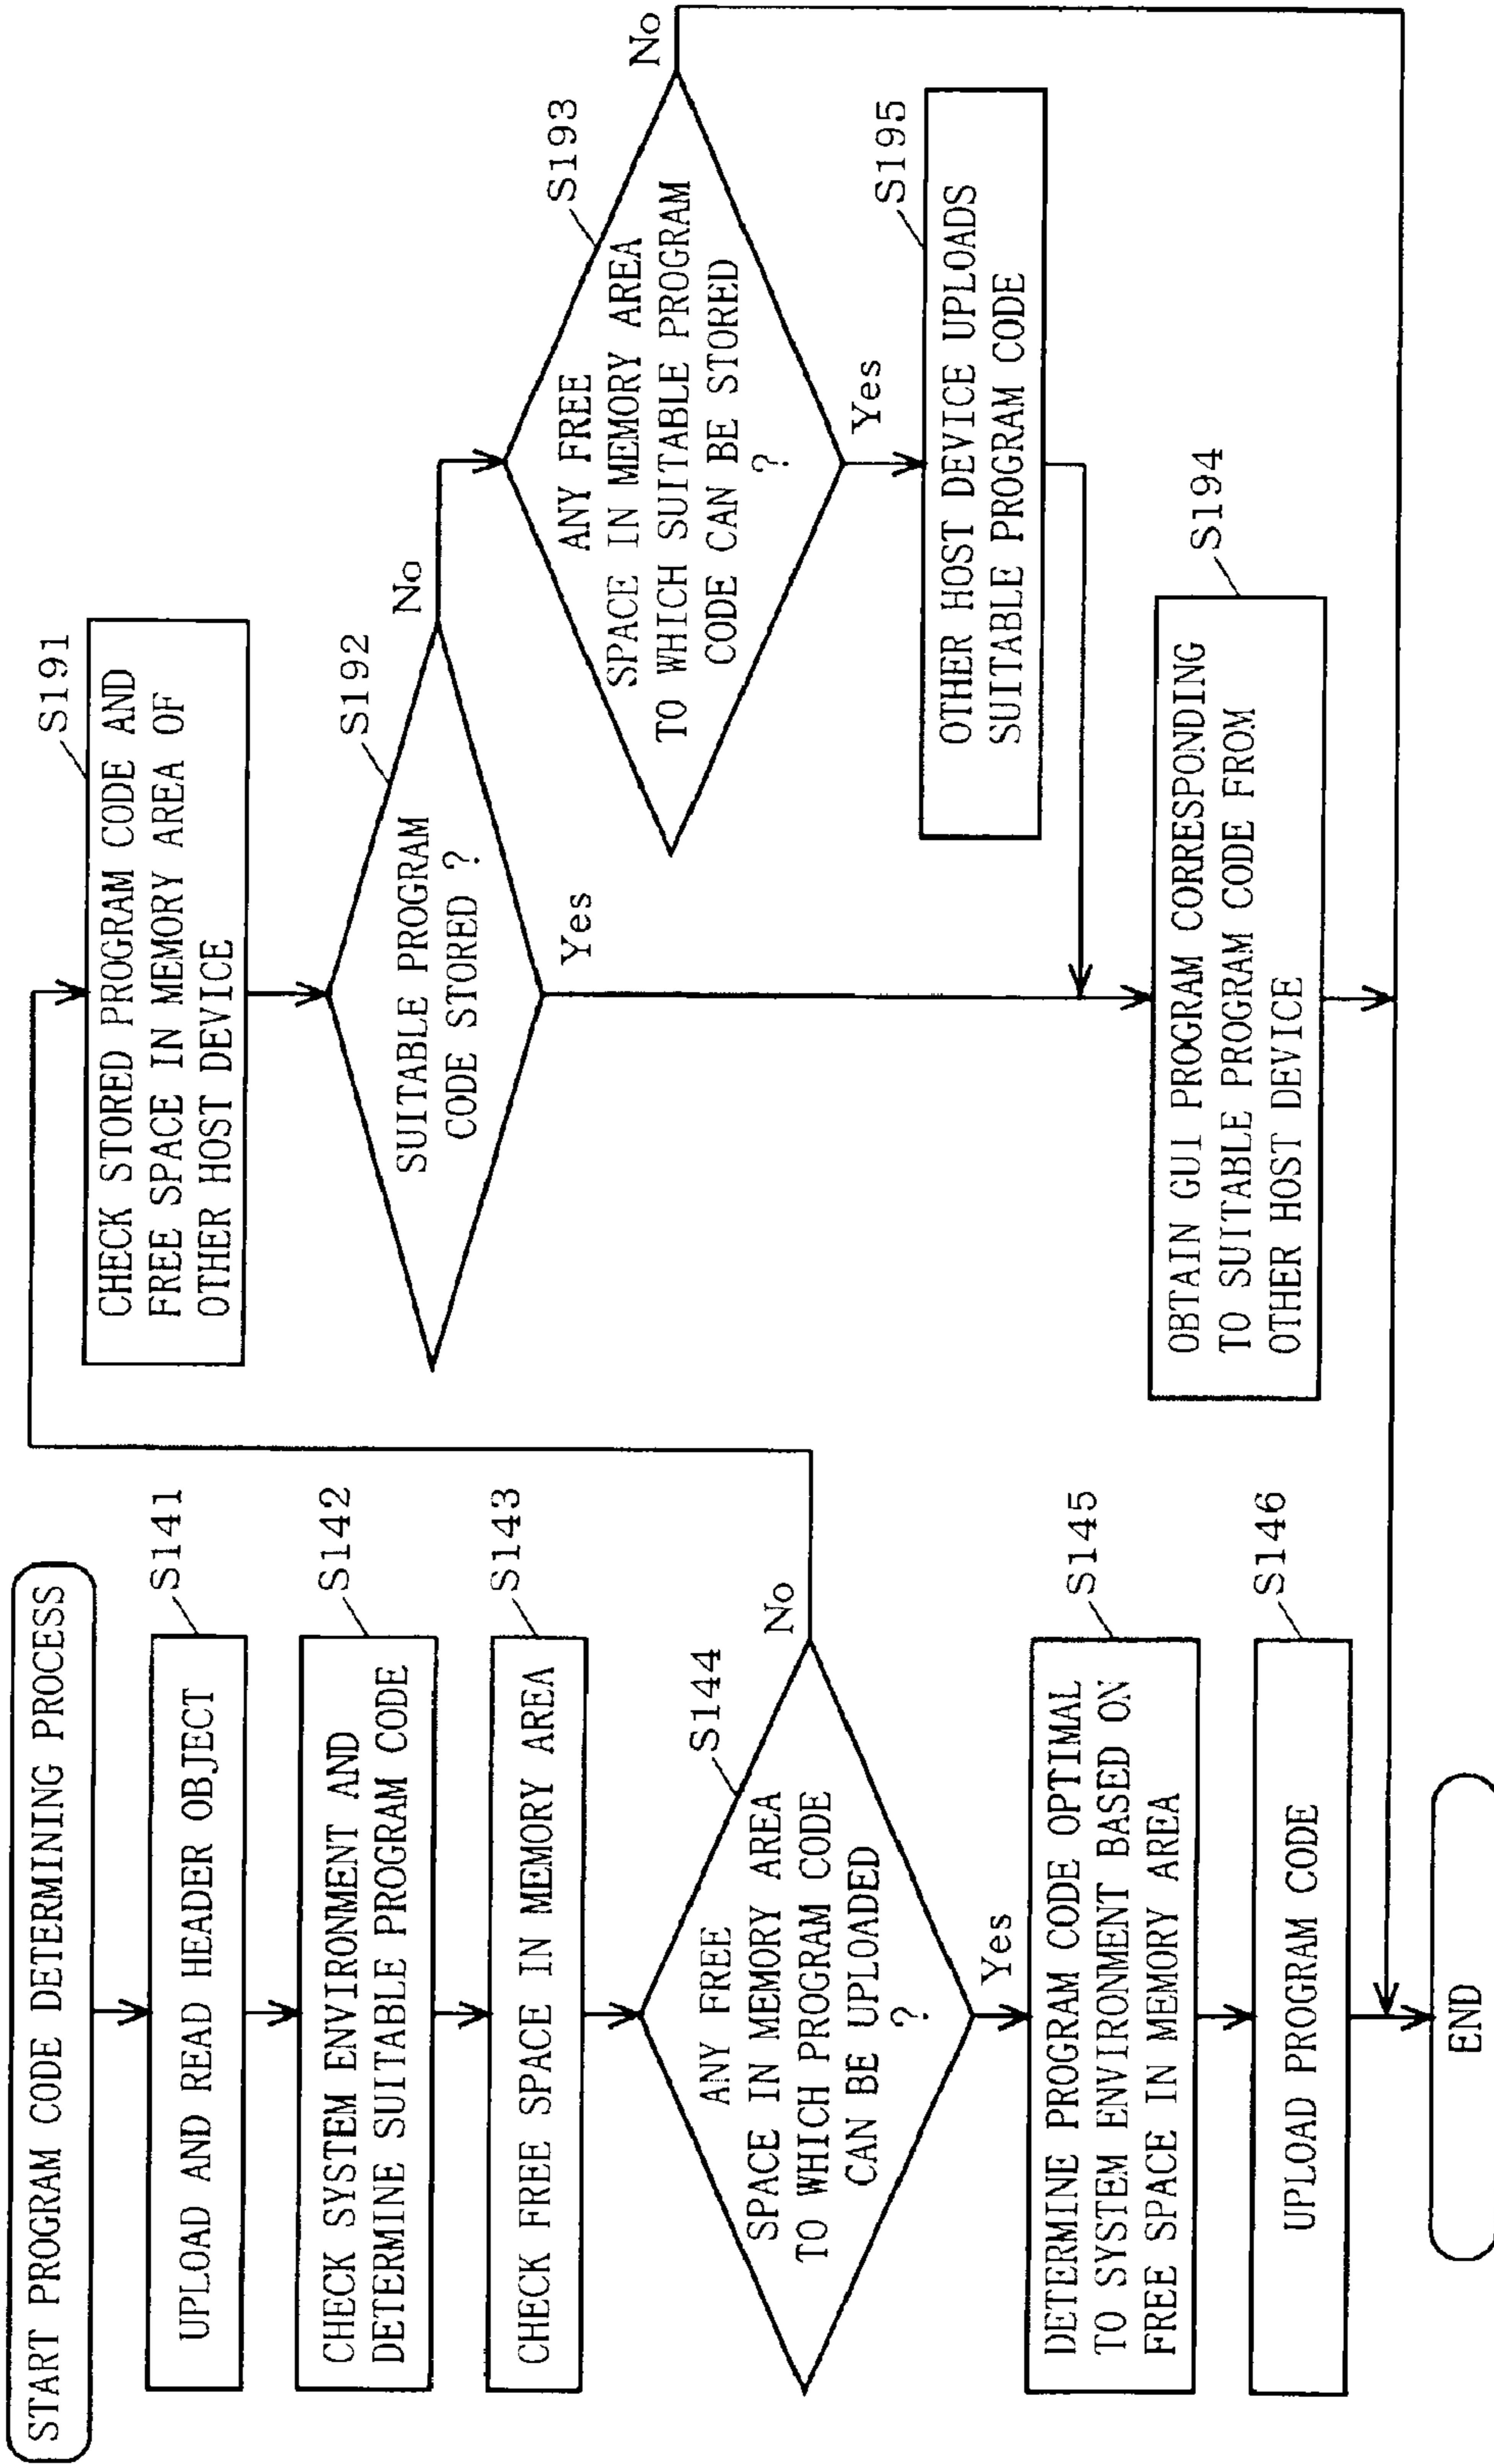 START PROGRAM CODE DETERMINING PROCESS
S141
UPLOAD AND READ HEADER OBJECT
S142
CHECK SYSTEM ENVIRONMENT AND
DETERMINE SUITABLE PROGRAM CODE
S143
CHECK FREE SPACE IN MEMORY AREA
S144
ANY FREE
SPACE IN MEMORY AREA
TO WHICH PROGRAM CODE
CAN BE UPLOADED
?
No
Yes
S145
DETERMINE PROGRAM CODE OPTIMAL
TO SYSTEM ENVIRONMENT BASED ON
FREE SPACE IN MEMORY AREA
S146
UPLOAD PROGRAM CODE
END
S191
CHECK STORED PROGRAM CODE AND
FREE SPACE IN MEMORY AREA OF
OTHER HOST DEVICE
S192
SUITABLE PROGRAM
CODE STORED ?
No
Yes
S193
ANY FREE
SPACE IN MEMORY AREA
TO WHICH SUITABLE PROGRAM
CODE CAN BE STORED
?
No
Yes
S195
OTHER HOST DEVICE UPLOADS
SUITABLE PROGRAM CODE
S194
OBTAIN GUI PROGRAM CORRESPONDING
TO SUITABLE PROGRAM CODE FROM
OTHER HOST DEVICE